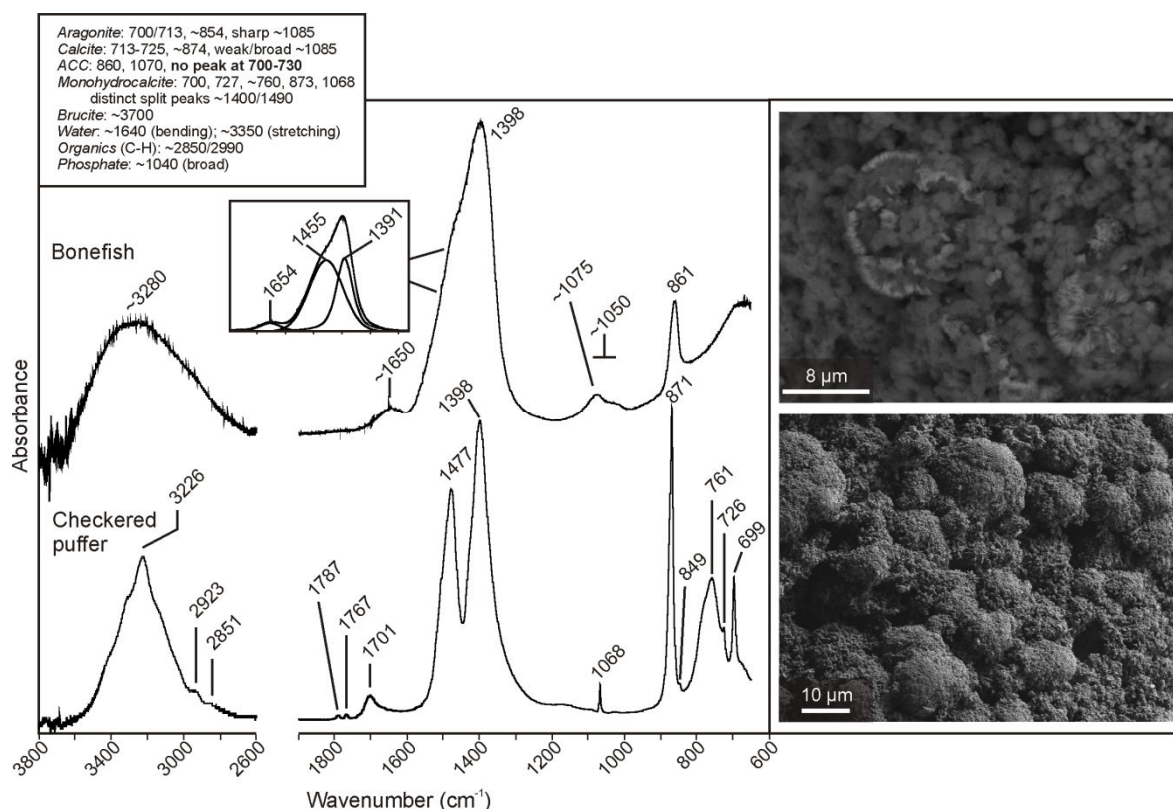 Aragonite: 700/713, ~854, sharp ~1085
Calcite: 713-725, ~874, weak/broad ~1085
ACC: 860, 1070, no peak at 700-730
Monohydrocalcite: 700, 727, ~760, 873, 1068
distinct split peaks ~1400/1490
Brucite: ~3700
Water: ~1640 (bending); ~3350 (stretching)
Organics (C-H): ~2850/2990
Phosphate: ~1040 (broad)
Bonefish
~3280
1654
1455
1391
~1650
1398
~1075
~1050
861
8 µm
Absorbance
Checkered
puffer
3226
2923
2851
1787
1767
1701
1477
1398
1068
871
849
761
726
699
10 µm
3800
3400
3000
2600
1800
1600
1400
1200
1000
800
600
Wavenumber (cm⁻¹)